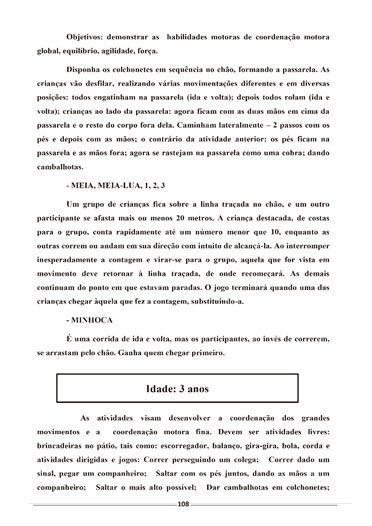 Objetivos: demonstrar as habilidades motoras de coordenação motora
global, equilíbrio, agilidade, força.
Disponha os colchonetes em sequência no chão, formando a passarela. As
crianças vão desfilar, realizando várias movimentações diferentes e em diversas
posições: todos engatinham na passarela (ida e volta); depois todos rolam (ida e
volta); crianças ao lado da passarela: agora ficam com as duas mãos em cima da
passarela e o resto do corpo fora dela. Caminham lateralmente – 2 passos com os
pés e depois com as mãos; o contrário da atividade anterior: os pés ficam na
passarela e as mãos fora; agora se rastejam na passarela como uma cobra; dando
cambalhotas.
- MEIA, MEIA-LUA, 1, 2, 3
Um grupo de crianças fica sobre a linha traçada no chão, e um outro
participante se afasta mais ou menos 20 metros. A criança destacada, de costas
para o grupo, conta rapidamente até um número menor que 10, enquanto as
outras correm ou andam em sua direção com intuito de alcançá-la. Ao interromper
inesperadamente a contagem e virar-se para o grupo, aquela que for vista em
movimento deve retornar à linha traçada, de onde recomeçará. As demais
continuam do ponto em que estavam paradas. O jogo terminará quando uma das
crianças chegar àquela que fez a contagem, substituindo-a.
- MINHOCA
É uma corrida de ida e volta, mas os participantes, ao invés de correrem,
se arrastam pelo chão. Ganha quem chegar primeiro.
Idade: 3 anos
As atividades visam desenvolver a coordenação dos grandes
movimentos e a coordenação motora fina. Devem ser atividades livres:
brincadeiras no pátio, tais como: escorregador, balanço, gira-gira, bola, corda e
atividades dirigidas e jogos: Correr perseguindo um colega; Correr dado um
sinal, pegar um companheiro; Saltar com os pés juntos, dando as mãos a um
companheiro; Saltar o mais alto possível; Dar cambalhotas em colchonetes;
108